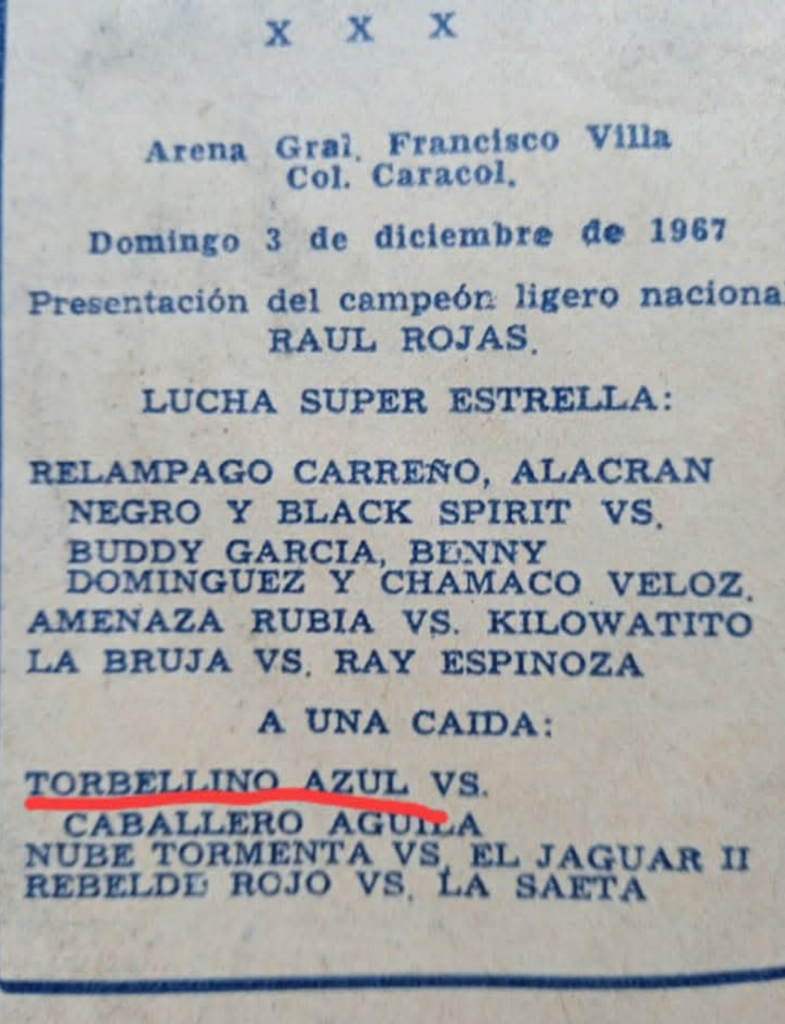 X X X
Arena Gral. Francisco Villa
Col. Caracol.
Domingo 3 de diciembre de 1967
Presentación del campeón ligero naciona
RAUL ROJAS.
LUCHA SUPER ESTRELLA:
RELAMPAGO CARREÑO, ALACRAN
NEGRO Y BLACK SPIRIT VS.
BUDDY GARCIA, BENNY
DOMINGUEZ Y CHAMACO VELOZ.
AMENAZA RUBIA VS. KILOWATITO
LA BRUJA VS. RAY ESPINOZA
A UNA CAIDA:
TORBELLINO AZUL VS.
CABALLERO AGUILA
NUBE TORMENTA VS. EL JAGUAR II
REBELDE ROJO VS. LA SAETA